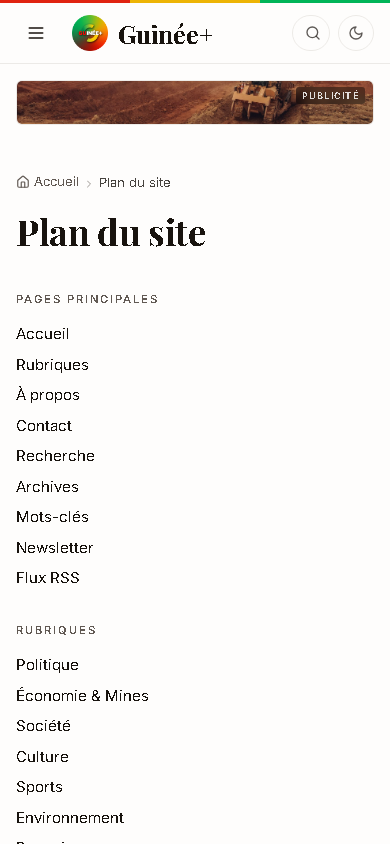 Guinée+
PUBLICITÉ
Accueil > Plan du site
Plan du site
PAGES PRINCIPALES
Accueil
Rubriques
À propos
Contact
Recherche
Archives
Mots-clés
Newsletter
Flux RSS
RUBRIQUES
Politique
Économie & Mines
Société
Culture
Sports
Environnement